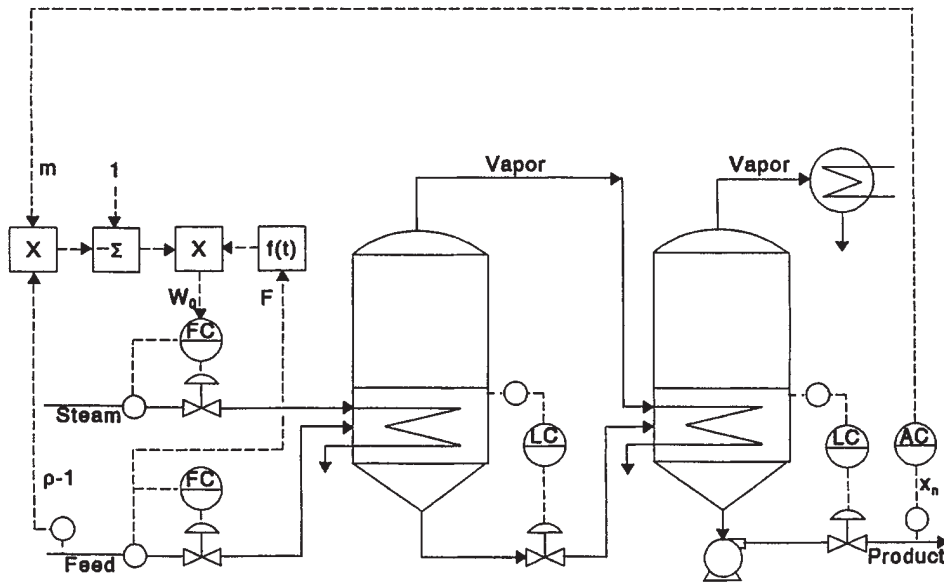 m
1
Vapor
Vapor
X
-Σ
X
f(t)
W₀
F
FC
Steam
LC
LC
AC
ρ-1
FC
xₙ
Feed
Product